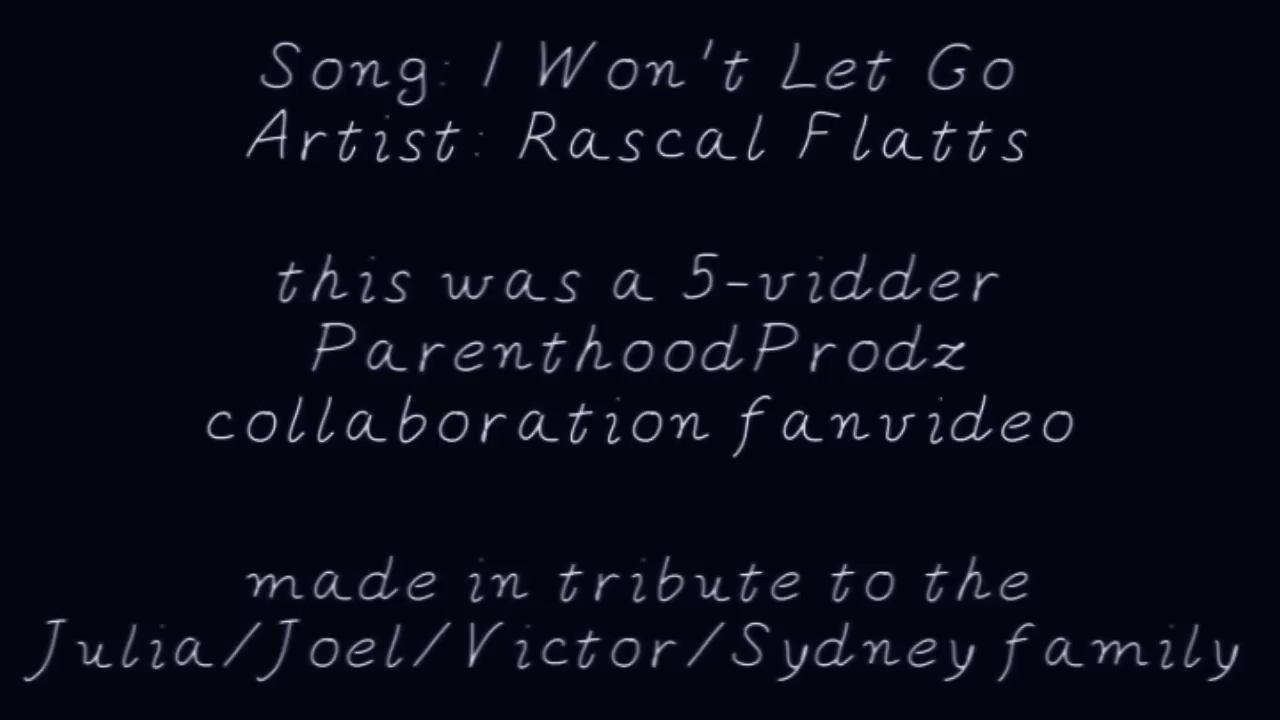 Song: I Won't Let Go
Artist: Rascal Flatts
this was a 5-vidder
ParenthoodProdz
collaboration fanvideo
made in tribute to the
Julia/Joel/Victor/Sydney family